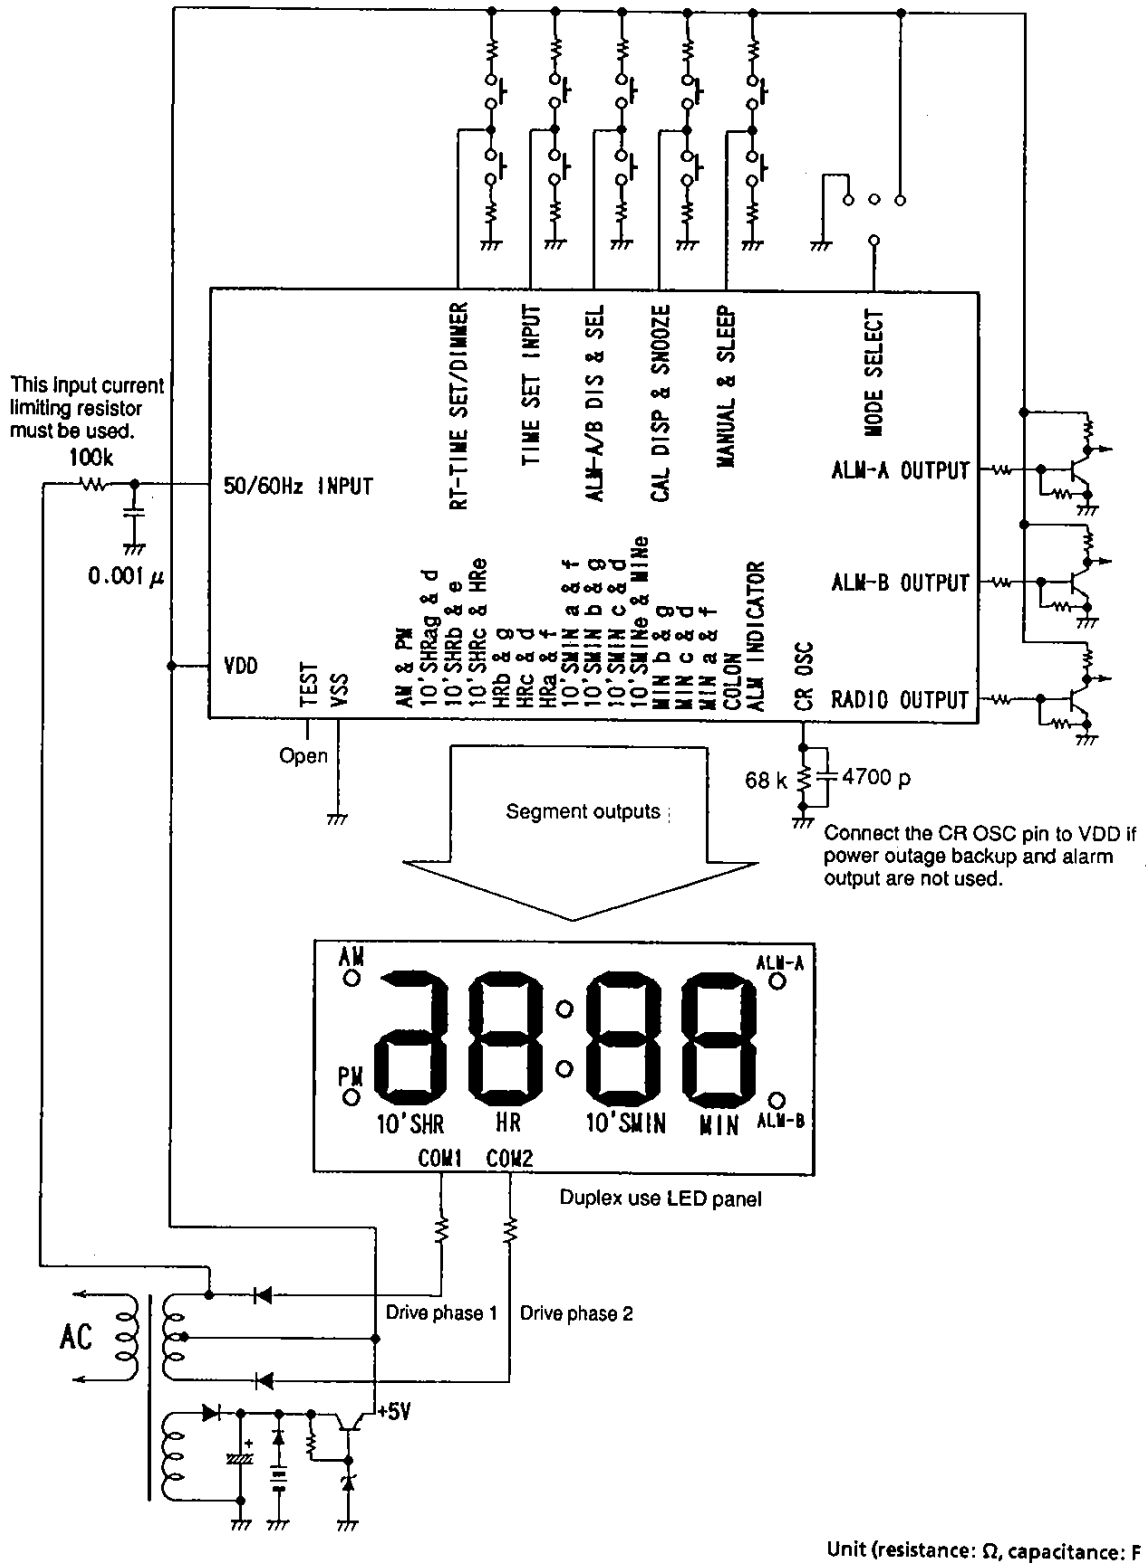 RT-TIME SET/DIMMER
TIME SET INPUT
ALM-A/B DIS & SEL
CAL DISP & SNOOZE
MANUAL & SLEEP
MODE SELECT
This input current
limiting resistor
must be used.
100k
50/60Hz INPUT
0.001 μ
VDD
ALM-A OUTPUT
ALM-B OUTPUT
RADIO OUTPUT
TEST
VSS
AM & PM
10'SHRag & d
10'SHRb & e
10'SHRc & HRe
HRb & g
HRc & d
HRa & f
10'SMIN a & f
10'SMIN b & g
10'SMIN c & d
10'SMINe & MINe
MIN b & g
MIN c & d
MIN a & f
COLON
ALM INDICATOR
CR OSC
Open
68 k
4700 p
Segment outputs
Connect the CR OSC pin to VDD if
power outage backup and alarm
output are not used.
AM
ALM-A
PM
10'SHR
HR
10'SMIN
MIN
ALM-B
COM1
COM2
Duplex use LED panel
Drive phase 1
Drive phase 2
AC
+5V
+
Unit (resistance: Ω, capacitance: F